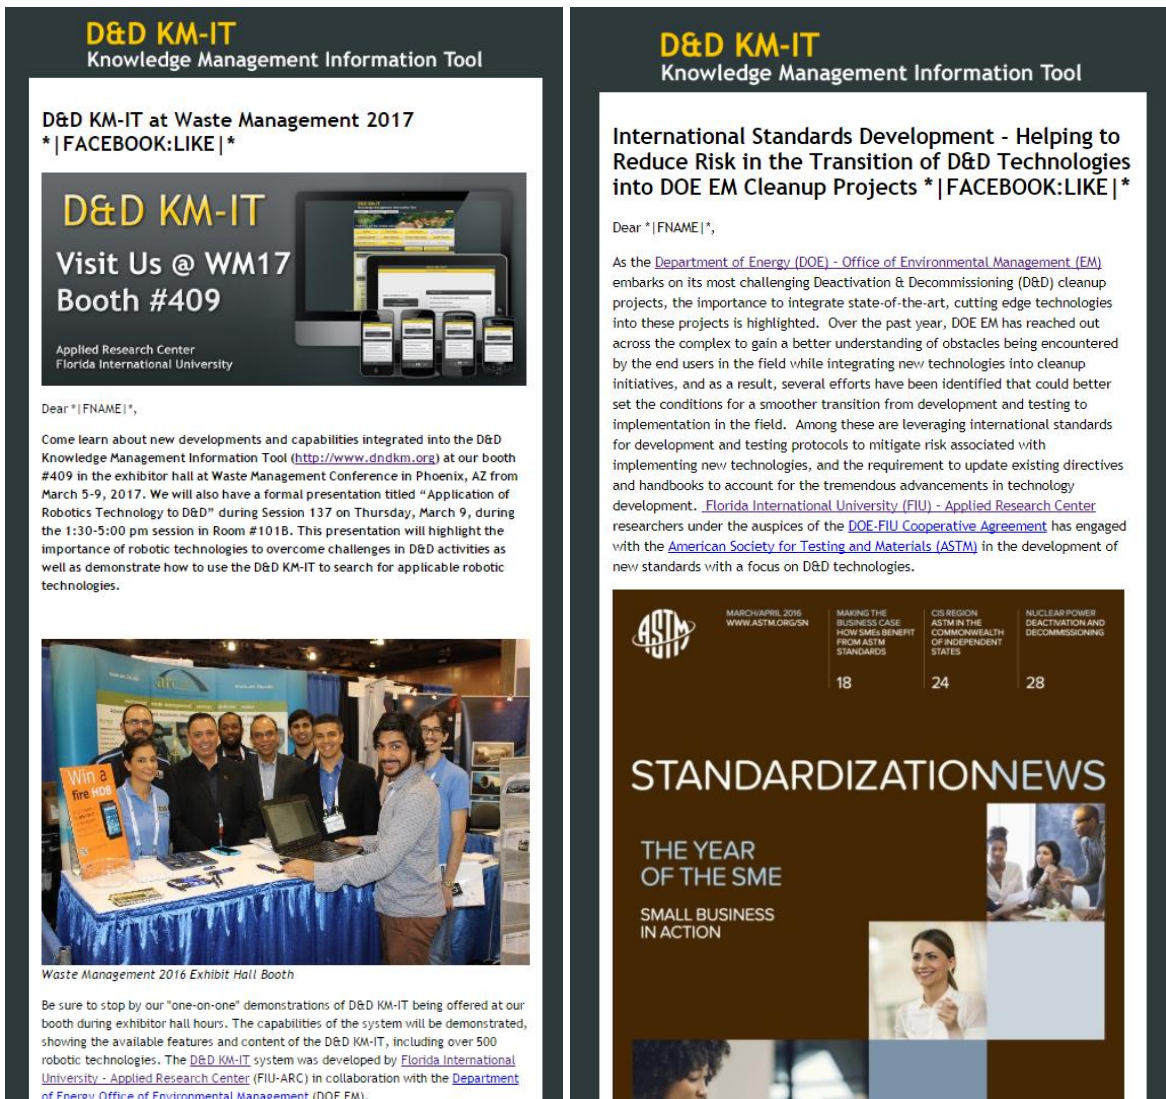 D&D KM-IT
Knowledge Management Information Tool
D&D KM-IT at Waste Management 2017
*|FACEBOOK:LIKE|*
D&D KM-IT
Visit Us @ WM17
Booth #409
Applied Research Center
Florida International University
Dear *|FNAME|*,
Come learn about new developments and capabilities integrated into the D&D
Knowledge Management Information Tool (http://www.dndkm.org) at our booth
#409 in the exhibitor hall at Waste Management Conference in Phoenix, AZ from
March 5-9, 2017. We will also have a formal presentation titled “Application of
Robotics Technology to D&D” during Session 137 on Thursday, March 9, during
the 1:30-5:00 pm session in Room #101B. This presentation will highlight the
importance of robotic technologies to overcome challenges in D&D activities as
well as demonstrate how to use the D&D KM-IT to search for applicable robotic
technologies.
arc
Win a
fire HD8
Waste Management 2016 Exhibit Hall Booth
Be sure to stop by our "one-on-one" demonstrations of D&D KM-IT being offered at our
booth during exhibitor hall hours. The capabilities of the system will be demonstrated,
showing the available features and content of the D&D KM-IT, including over 500
robotic technologies. The D&D KM-IT system was developed by Florida International
University - Applied Research Center (FIU-ARC) in collaboration with the Department
of Energy Office of Environmental Management (DOE EM).
D&D KM-IT
Knowledge Management Information Tool
International Standards Development - Helping to
Reduce Risk in the Transition of D&D Technologies
into DOE EM Cleanup Projects *|FACEBOOK:LIKE|*
Dear *|FNAME|*,
As the Department of Energy (DOE) - Office of Environmental Management (EM)
embarks on its most challenging Deactivation & Decommissioning (D&D) cleanup
projects, the importance to integrate state-of-the-art, cutting edge technologies
into these projects is highlighted. Over the past year, DOE EM has reached out
across the complex to gain a better understanding of obstacles being encountered
by the end users in the field while integrating new technologies into cleanup
initiatives, and as a result, several efforts have been identified that could better
set the conditions for a smoother transition from development and testing to
implementation in the field. Among these are leveraging international standards
for development and testing protocols to mitigate risk associated with
implementing new technologies, and the requirement to update existing directives
and handbooks to account for the tremendous advancements in technology
development. Florida International University (FIU) - Applied Research Center
researchers under the auspices of the DOE-FIU Cooperative Agreement has engaged
with the American Society for Testing and Materials (ASTM) in the development of
new standards with a focus on D&D technologies.
ASTM
MARCH/APRIL 2016
WWW.ASTM.ORG/SN
MAKING THE
BUSINESS CASE
HOW SMEs BENEFIT
FROM ASTM
STANDARDS
18
CIS REGION
ASTM IN THE
COMMONWEALTH
OF INDEPENDENT
STATES
24
NUCLEAR POWER
DEACTIVATION AND
DECOMMISSIONING
28
STANDARDIZATIONNEWS
THE YEAR
OF THE SME
SMALL BUSINESS
IN ACTION